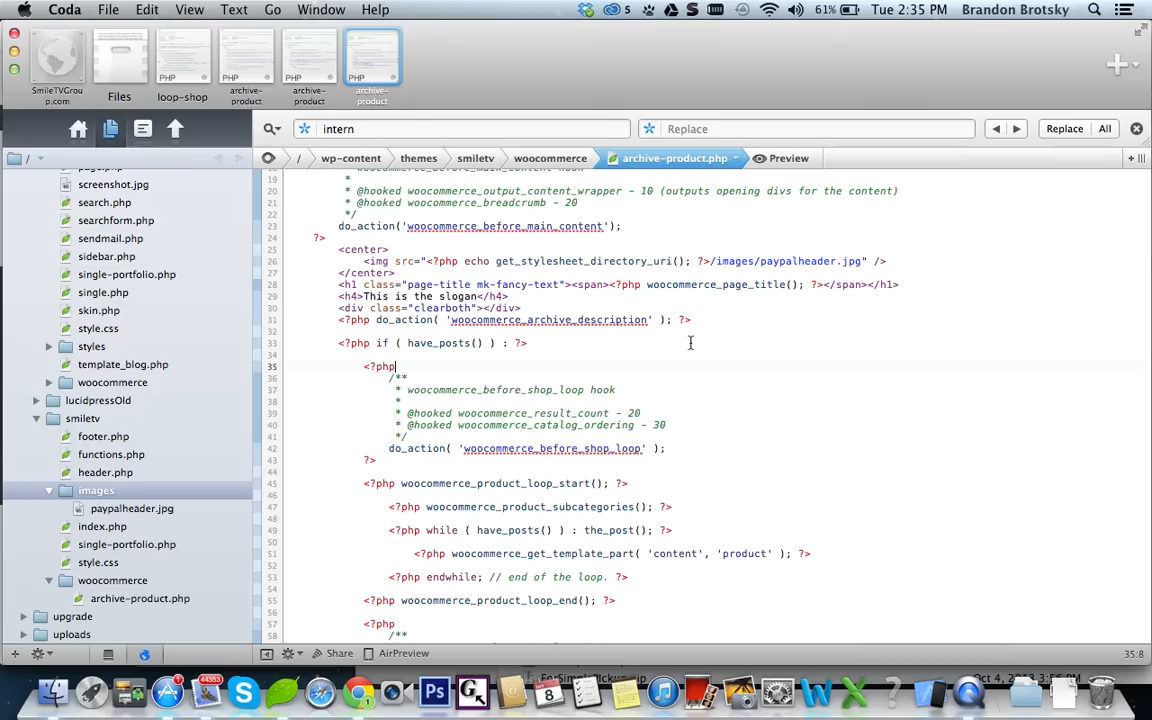 Coda File Edit View Text Go Window Help 5 61% Tue 2:35 PM Brandon Brotsky
PHP PHP PHP PHP
SmileTVGrou
p.com
Files
loop-shop
archive-
product
archive-
product
archive-
product
intern
Replace
Replace All
/ wp-content themes smiletv woocommerce archive-product.php Preview
/
screenshot.jpg
search.php
searchform.php
sendmail.php
sidebar.php
single-portfolio.php
single.php
skin.php
style.css
styles
template_blog.php
woocommerce
lucidpressOld
smiletv
footer.php
functions.php
header.php
images
paypalheader.jpg
index.php
single-portfolio.php
style.css
woocommerce
archive-product.php
upgrade
uploads
19 *
20 * @hooked woocommerce_output_content_wrapper - 10 (outputs opening divs for the content)
21 * @hooked woocommerce_breadcrumb - 20
22 */
23 do_action('woocommerce_before_main_content');
24 ?>
25 <center>
26 <img src="<?php echo get_stylesheet_directory_uri(); ?>/images/paypalheader.jpg" />
27 </center>
28 <h1 class="page-title mk-fancy-text"><span><?php woocommerce_page_title(); ?></span></h1>
29 <h4>This is the slogan</h4>
30 <div class="clearboth"></div>
31 <?php do_action( 'woocommerce_archive_description' ); ?>
32
33 <?php if ( have_posts() ) : ?>
34
35 <?php
36 /**
37 * woocommerce_before_shop_loop hook
38 *
39 * @hooked woocommerce_result_count - 20
40 * @hooked woocommerce_catalog_ordering - 30
41 */
42 do_action( 'woocommerce_before_shop_loop' );
43 ?>
44
45 <?php woocommerce_product_loop_start(); ?>
46
47 <?php woocommerce_product_subcategories(); ?>
48
49 <?php while ( have_posts() ) : the_post(); ?>
50
51 <?php woocommerce_get_template_part( 'content', 'product' ); ?>
52
53 <?php endwhile; // end of the loop. ?>
54
55 <?php woocommerce_product_loop_end(); ?>
56
57 <?php
58 /**
Share AirPreview 35:8
ForSimplePickup.zip
44353